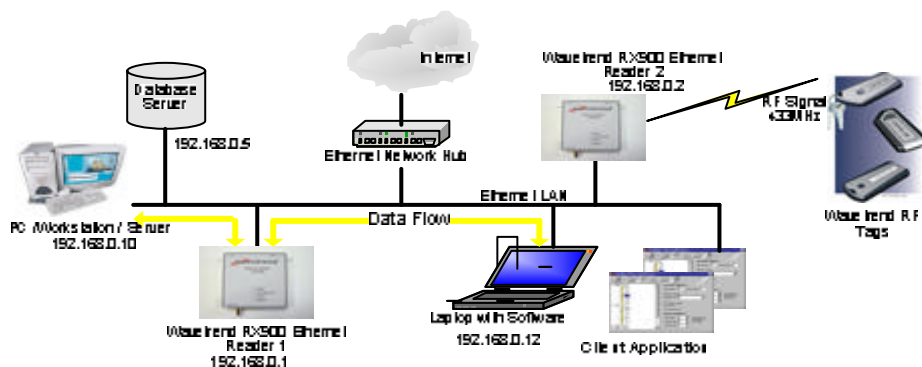 Internet
Wavetrend RX900 Ethernet
Reader 2
192.168.0.2
Database
Server
192.168.0.5
RF Signal
433MHz
Ethernet Network Hub
Ethernet LAN
PC /Workstation / Server
192.168.0.10
Data Flow
Wavetrend RF
Tags
Wavetrend RX900 Ethernet
Reader 1
192.168.0.1
Laptop with Software
192.168.0.12
Client Application